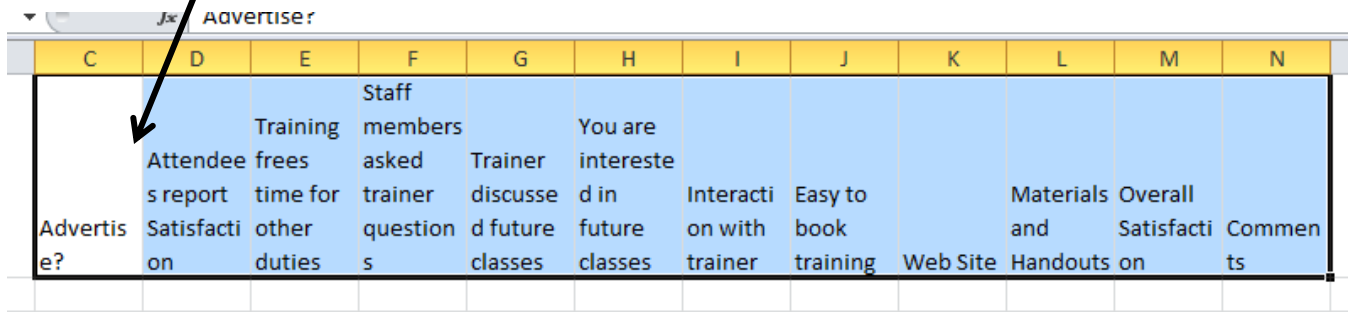 Advertise?
C D E F G H I J K L M N
Staff
Training members You are
Attendee frees asked Trainer intereste
s report time for trainer discusse d in Interacti Easy to Materials Overall
Advertis Satisfacti other question d future future on with book and Satisfacti Commen
e? on duties s classes classes trainer training Web Site Handouts on ts